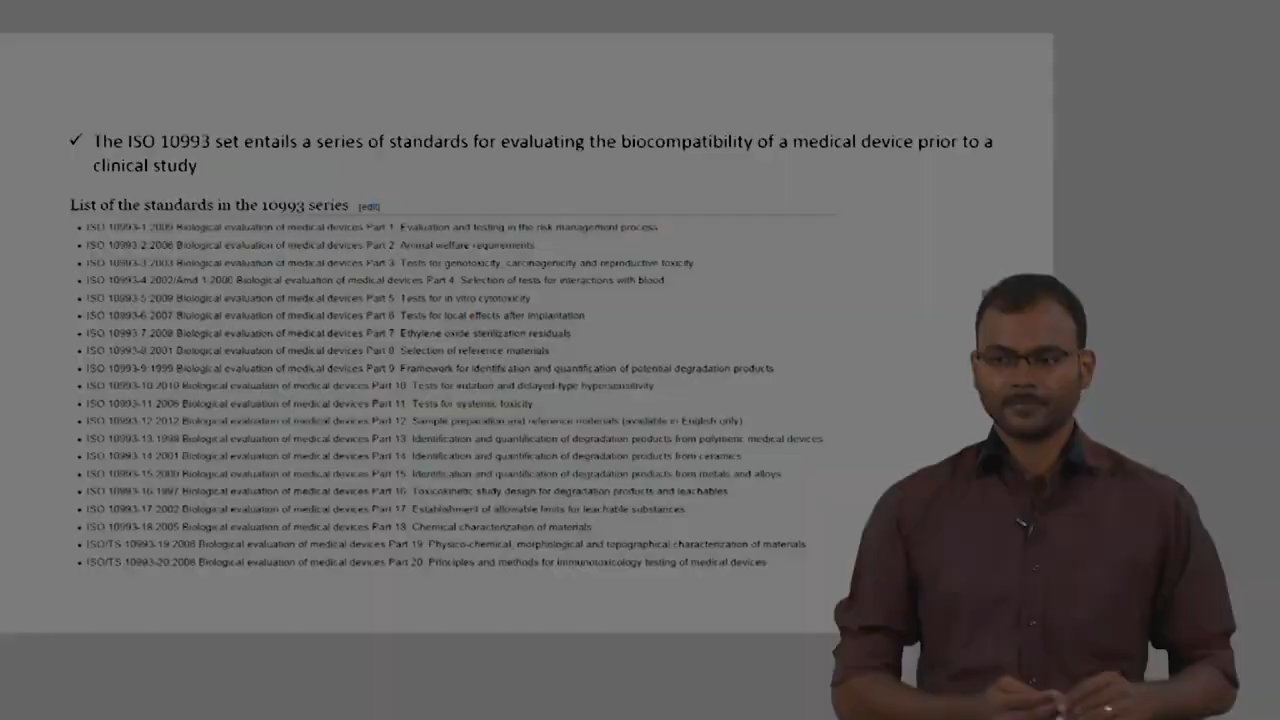 ✓ The ISO 10993 set entails a series of standards for evaluating the biocompatibility of a medical device prior to a
clinical study
List of the standards in the 10993 series [edit]
• ISO 10993-1:2009 Biological evaluation of medical devices Part 1: Evaluation and testing in the risk management process
• ISO 10993-2:2006 Biological evaluation of medical devices Part 2: Animal welfare requirements
• ISO 10993-3:2003 Biological evaluation of medical devices Part 3: Tests for genotoxicity, carcinogenicity and reproductive toxicity
• ISO 10993-4:2002/Amd 1:2006 Biological evaluation of medical devices Part 4: Selection of tests for interactions with blood
• ISO 10993-5:2009 Biological evaluation of medical devices Part 5: Tests for in vitro cytotoxicity
• ISO 10993-6:2007 Biological evaluation of medical devices Part 6: Tests for local effects after implantation
• ISO 10993-7:2008 Biological evaluation of medical devices Part 7: Ethylene oxide sterilization residuals
• ISO 10993-8:2001 Biological evaluation of medical devices Part 8: Selection of reference materials
• ISO 10993-9:1999 Biological evaluation of medical devices Part 9: Framework for identification and quantification of potential degradation products
• ISO 10993-10:2010 Biological evaluation of medical devices Part 10: Tests for irritation and delayed-type hypersensitivity
• ISO 10993-11:2006 Biological evaluation of medical devices Part 11: Tests for systemic toxicity
• ISO 10993-12:2012 Biological evaluation of medical devices Part 12: Sample preparation and reference materials (available in English only)
• ISO 10993-13:1998 Biological evaluation of medical devices Part 13: Identification and quantification of degradation products from polymeric medical devices
• ISO 10993-14:2001 Biological evaluation of medical devices Part 14: Identification and quantification of degradation products from ceramics
• ISO 10993-15:2000 Biological evaluation of medical devices Part 15: Identification and quantification of degradation products from metals and alloys
• ISO 10993-16:1997 Biological evaluation of medical devices Part 16: Toxicokinetic study design for degradation products and leachables
• ISO 10993-17:2002 Biological evaluation of medical devices Part 17: Establishment of allowable limits for leachable substances
• ISO 10993-18:2005 Biological evaluation of medical devices Part 18: Chemical characterization of materials
• ISO/TS 10993-19:2006 Biological evaluation of medical devices Part 19: Physico-chemical, morphological and topographical characterization of materials
• ISO/TS 10993-20:2006 Biological evaluation of medical devices Part 20: Principles and methods for immunotoxicology testing of medical devices